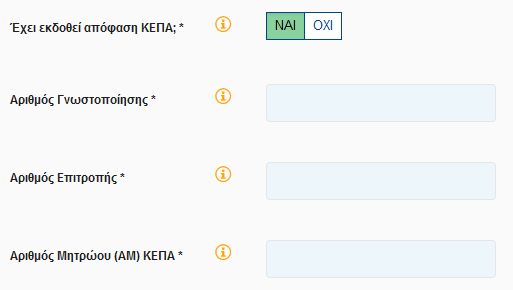 Έχει εκδοθεί απόφαση ΚΕΠΑ; * ΝΑΙ ΟΧΙ
Αριθμός Γνωστοποίησης *
Αριθμός Επιτροπής *
Αριθμός Μητρώου (ΑΜ) ΚΕΠΑ *